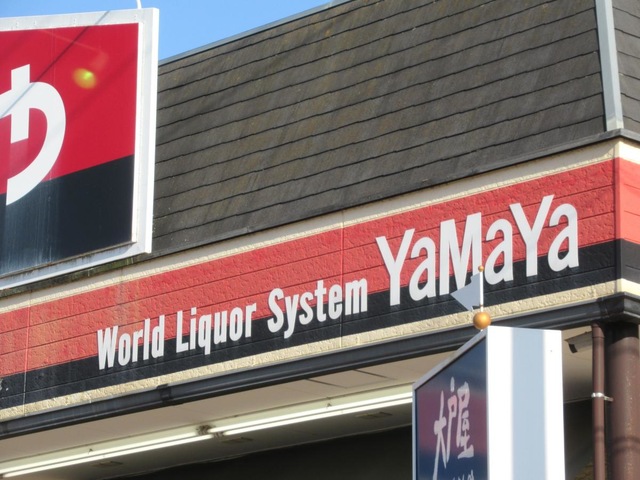 や
World Liquor System YaMaYa
大戸屋